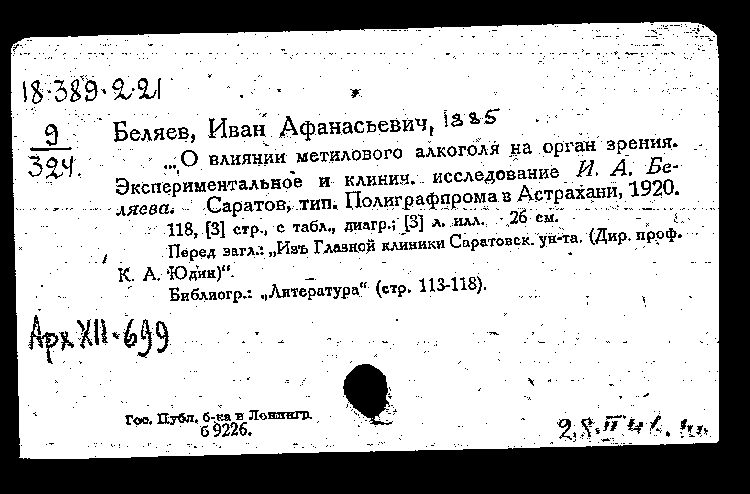 18.389.2.21
Беляев, Иван Афанасьевич, 1885
9
324.
...О влиянии метилового алкоголя на орган зрения.
Экспериментальное и клинич. исследование И. А. Бе-
ляева. Саратов, тип. Полиграфпрома в Астрахани, 1920.
118, [3] стр., с табл., диагр.; [3] л. илл. 26 см.
Перед загл.: „Изъ Глазной клиники Саратовск. ун-та. (Дир. проф.
К. А. Юдин)“.
Библиогр.: „Литература“ (стр. 113-118).
Арх XII-699
Гос. Публ. б-ка в Ленингр.
б 9226.